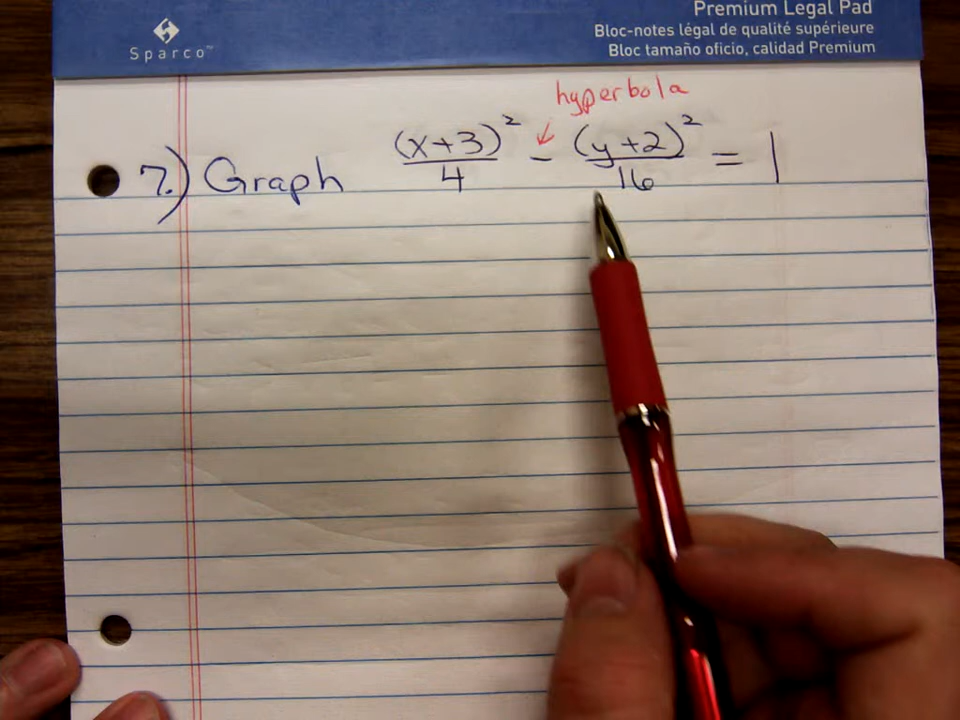 Premium Legal Pad
Bloc-notes légal de qualité supérieure
Bloc tamaño oficio, calidad Premium
Sparco™
hyperbola
7.) Graph (x+3)²/4 - (y+2)²/16 = 1